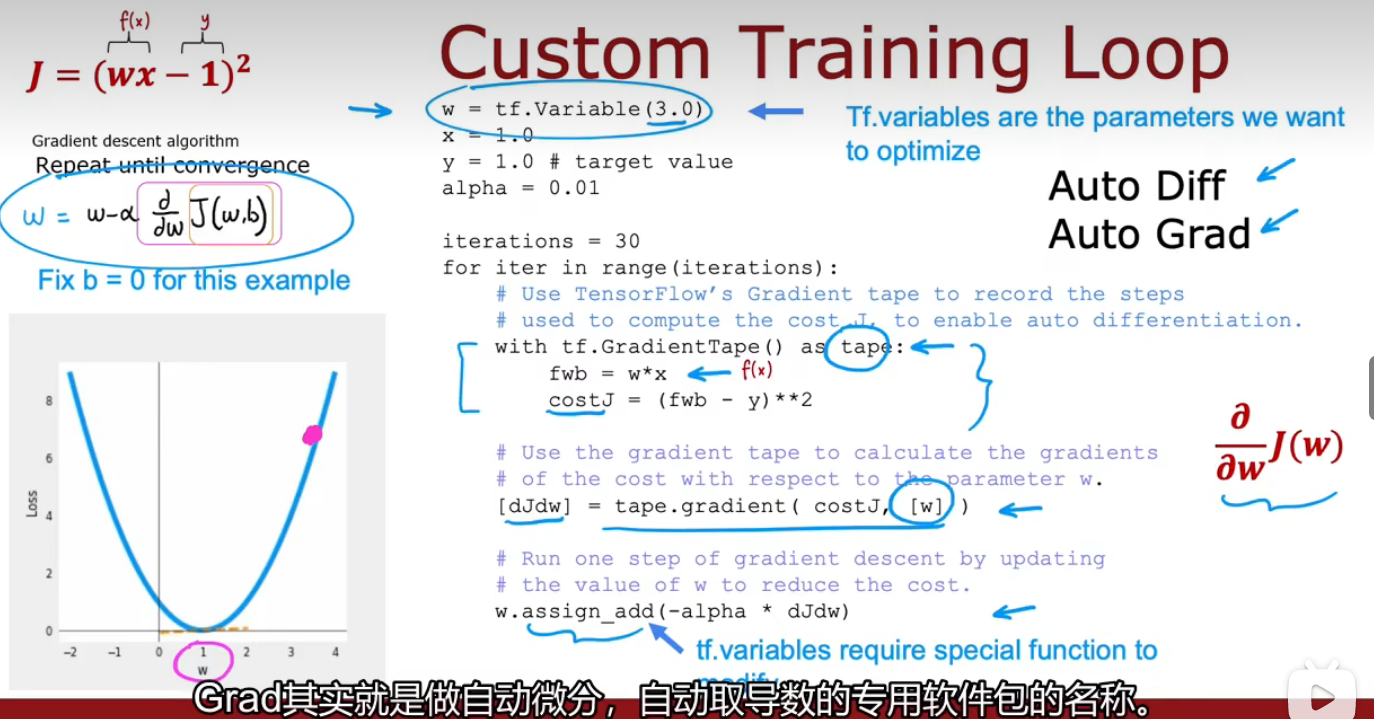 f(x) y
J = (wx − 1)²
Custom Training Loop
Gradient descent algorithm
Repeat until convergence
w = w-α d/dw J(w,b)
Fix b = 0 for this example
Loss
8
6
4
2
0
-2 -1 0 1 2 3 4
w
w = tf.Variable(3.0)
x = 1.0
y = 1.0 # target value
alpha = 0.01
Tf.variables are the parameters we want
to optimize
Auto Diff
Auto Grad
iterations = 30
for iter in range(iterations):
# Use TensorFlow’s Gradient tape to record the steps
# used to compute the cost J, to enable auto differentiation.
with tf.GradientTape() as tape:
fwb = w*x f(x)
costJ = (fwb - y)**2
∂/∂w J(w)
# Use the gradient tape to calculate the gradients
# of the cost with respect to the parameter w.
[dJdw] = tape.gradient( costJ, [w] )
# Run one step of gradient descent by updating
# the value of w to reduce the cost.
w.assign_add(-alpha * dJdw)
tf.variables require special function to
modify
Grad其实就是做自动微分，自动取导数的专用软件包的名称。